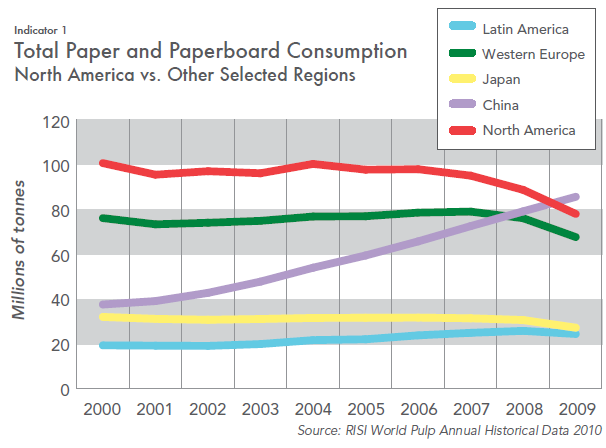 Indicator 1
Total Paper and Paperboard Consumption
North America vs. Other Selected Regions
Latin America
Western Europe
Japan
China
North America
Millions of tonnes
120
100
80
60
40
20
0
2000 2001 2002 2003 2004 2005 2006 2007 2008 2009
Source: RISI World Pulp Annual Historical Data 2010